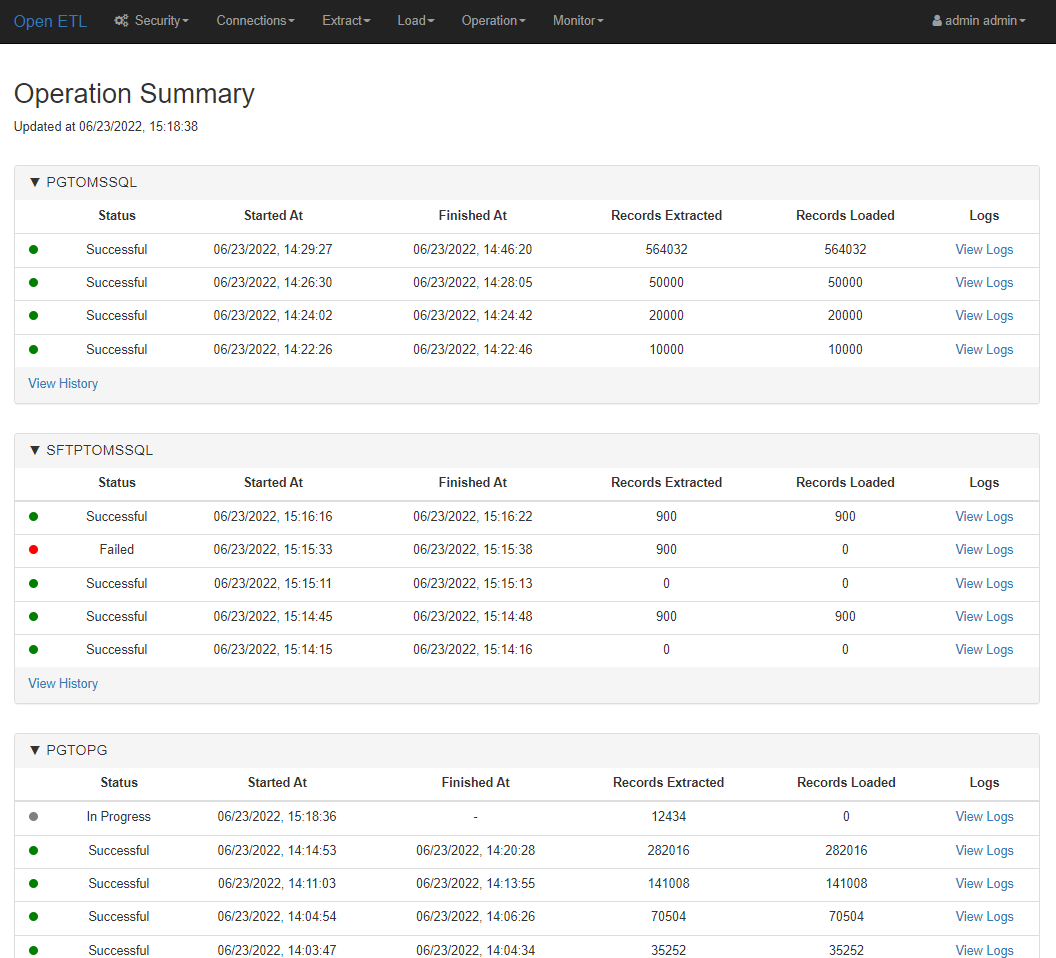 Open ETL Security Connections Extract Load Operation Monitor admin admin
Operation Summary
Updated at 06/23/2022, 15:18:38
▼ PGTOMSSQL
Status Started At Finished At Records Extracted Records Loaded Logs
Successful 06/23/2022, 14:29:27 06/23/2022, 14:46:20 564032 564032 View Logs
Successful 06/23/2022, 14:26:30 06/23/2022, 14:28:05 50000 50000 View Logs
Successful 06/23/2022, 14:24:02 06/23/2022, 14:24:42 20000 20000 View Logs
Successful 06/23/2022, 14:22:26 06/23/2022, 14:22:46 10000 10000 View Logs
View History
▼ SFTPTOMSSQL
Status Started At Finished At Records Extracted Records Loaded Logs
Successful 06/23/2022, 15:16:16 06/23/2022, 15:16:22 900 900 View Logs
Failed 06/23/2022, 15:15:33 06/23/2022, 15:15:38 900 0 View Logs
Successful 06/23/2022, 15:15:11 06/23/2022, 15:15:13 0 0 View Logs
Successful 06/23/2022, 15:14:45 06/23/2022, 15:14:48 900 900 View Logs
Successful 06/23/2022, 15:14:15 06/23/2022, 15:14:16 0 0 View Logs
View History
▼ PGTOPG
Status Started At Finished At Records Extracted Records Loaded Logs
In Progress 06/23/2022, 15:18:36 - 12434 0 View Logs
Successful 06/23/2022, 14:14:53 06/23/2022, 14:20:28 282016 282016 View Logs
Successful 06/23/2022, 14:11:03 06/23/2022, 14:13:55 141008 141008 View Logs
Successful 06/23/2022, 14:04:54 06/23/2022, 14:06:26 70504 70504 View Logs
Successful 06/23/2022, 14:03:47 06/23/2022, 14:04:34 35252 35252 View Logs